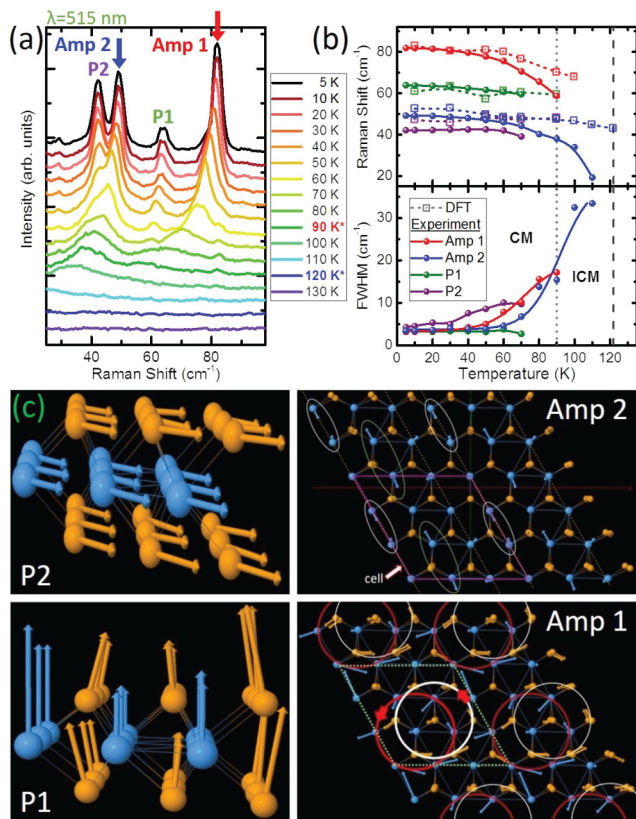 λ=515 nm
(a)
Amp 2
Amp 1
P2
P1
Intensity (arb. units)
5 K
10 K
20 K
30 K
40 K
50 K
60 K
70 K
80 K
90 K*
100 K
110 K
120 K*
130 K
40
60
80
Raman Shift (cm⁻¹)
(b)
Raman Shift (cm⁻¹)
80
60
40
20
DFT
Experiment
Amp 1
Amp 2
P1
P2
CM
ICM
FWHM (cm⁻¹)
30
20
10
0
0 20 40 60 80 100 120
Temperature (K)
(c)
P2
Amp 2
cell
P1
Amp 1